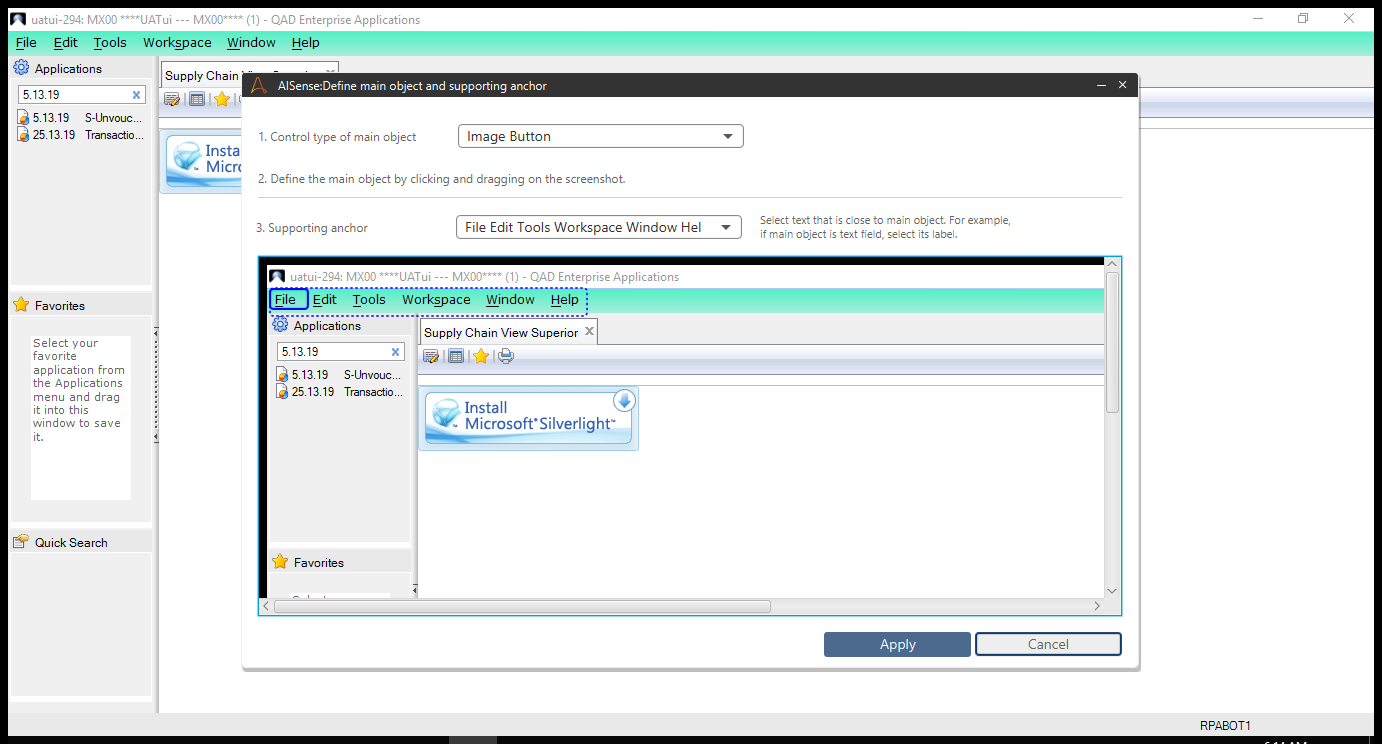 uatui-294: MX00 ****UATui --- MX00**** (1) - QAD Enterprise Applications
File Edit Tools Workspace Window Help
Applications
5.13.19
5.13.19 S-Unvouc...
25.13.19 Transactio...
Favorites
Select your
favorite
application from
the Applications
menu and drag
it into this
window to save
it.
Quick Search
Supply Chain
Install
AISense:Define main object and supporting anchor
1. Control type of main object
Image Button
2. Define the main object by clicking and dragging on the screenshot.
3. Supporting anchor
File Edit Tools Workspace Window Hel
Select text that is close to main object. For example,
if main object is text field, select its label.
uatui-294: MX00 ****UATui --- MX00**** (1) - QAD Enterprise Applications
File Edit Tools Workspace Window Help
Applications
5.13.19
5.13.19 S-Unvouc...
25.13.19 Transactio...
Favorites
Supply Chain View Superior
Install
Microsoft® Silverlight™
Apply
Cancel
RPABOT1